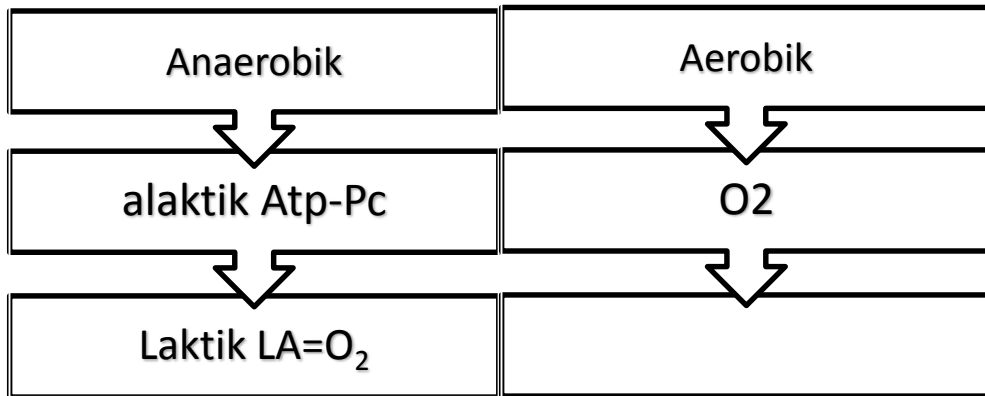 Anaerobik
alaktik Atp-Pc
Laktik LA=O₂
Aerobik
O2